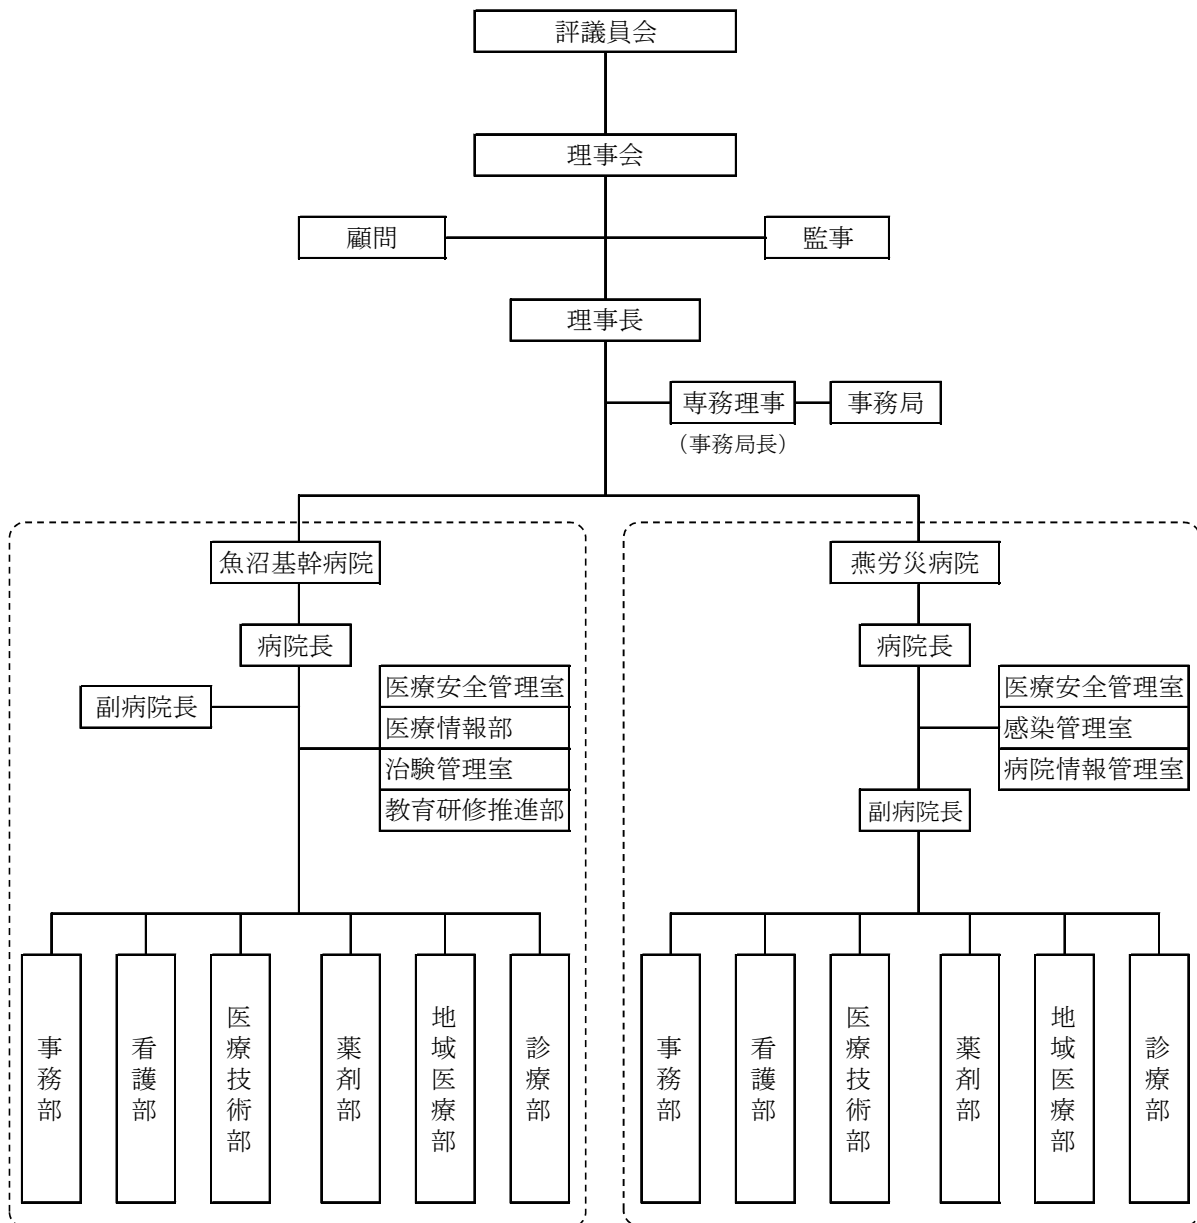 評議員会
理事会
顧問
監事
理事長
専務理事
事務局
（事務局長）
魚沼基幹病院
病院長
副病院長
医療安全管理室
医療情報部
治験管理室
教育研修推進部
事務部
看護部
医療技術部
薬剤部
地域医療部
診療部
燕労災病院
病院長
医療安全管理室
感染管理室
病院情報管理室
副病院長
事務部
看護部
医療技術部
薬剤部
地域医療部
診療部